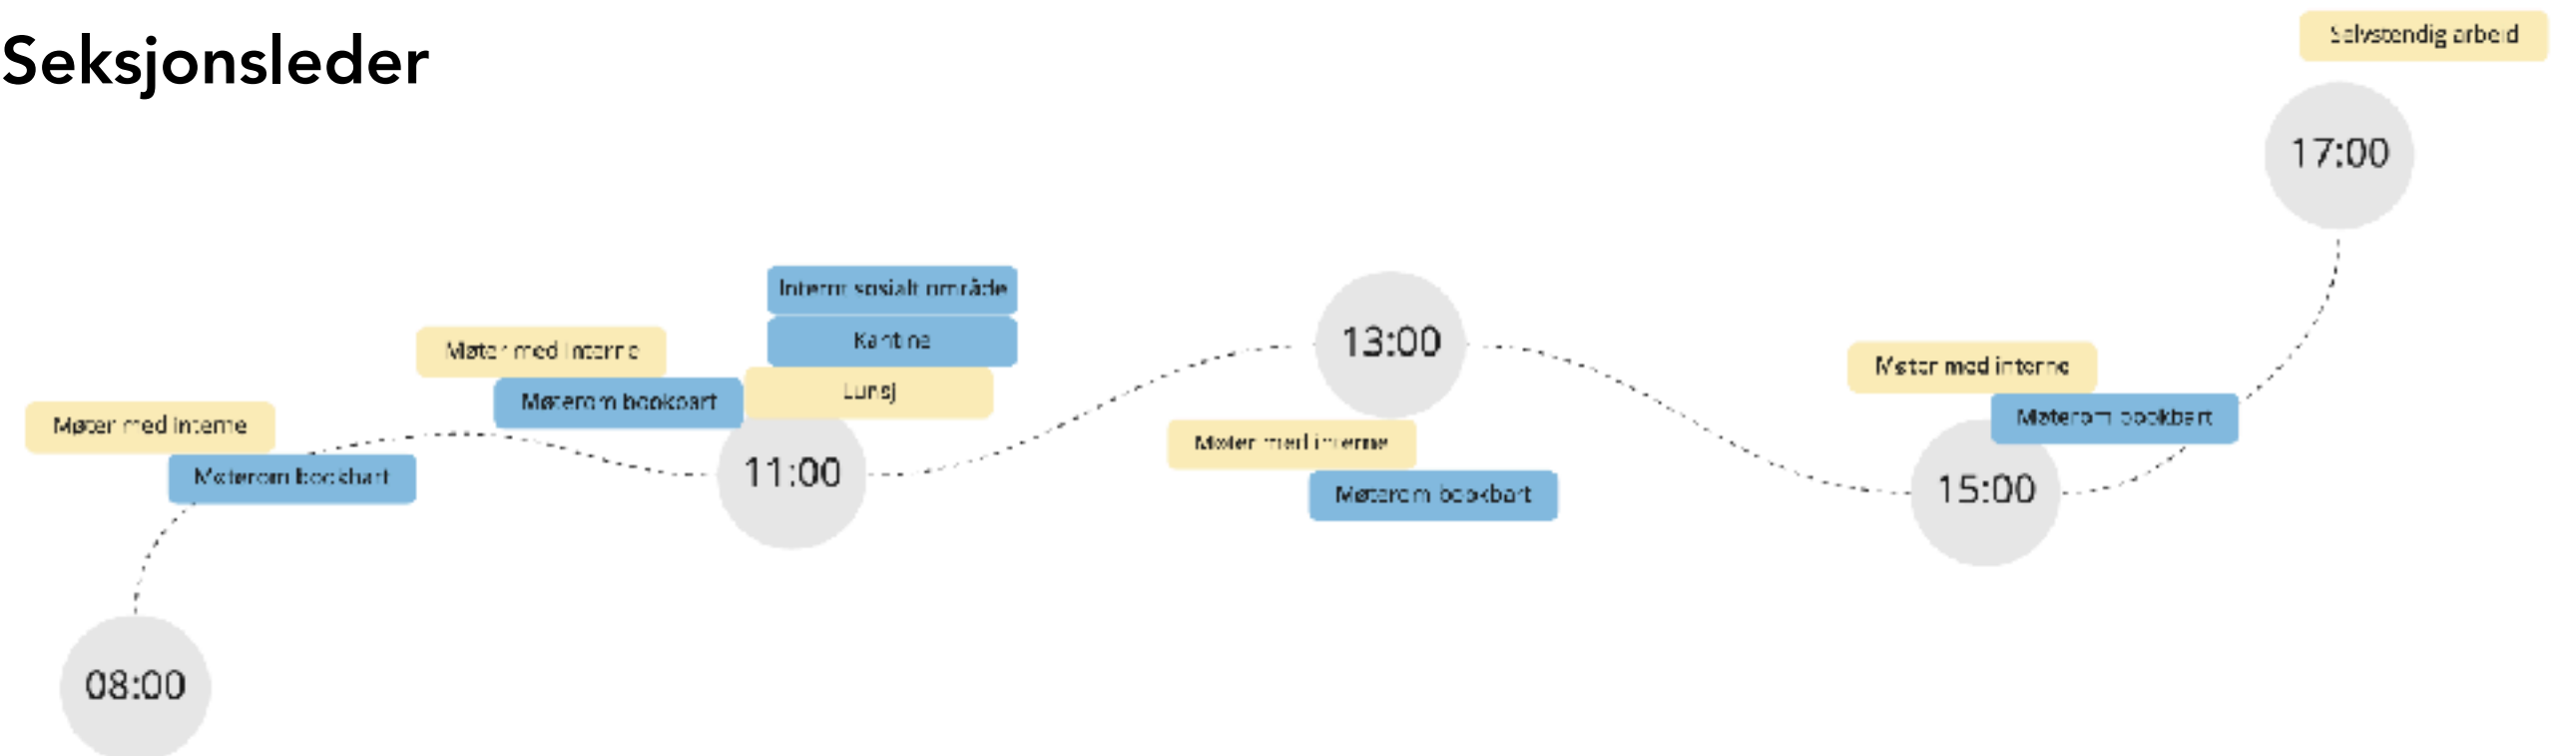 Seksjonsleder
Selvstendig arbeid
17:00
Internt sosialt område
Kantine
13:00
Møter med interne
Møterom bookbart
Lunsj
Møter med interne
Møterom bookbart
Møter med interne
Møterom bookbart
11:00
Møter med interne
Møterom bookbart
15:00
08:00